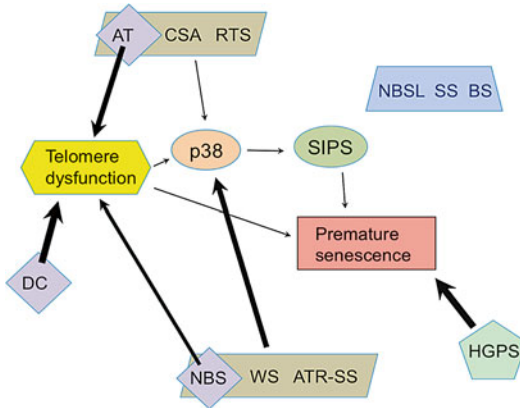 AT CSA RTS
NBSL SS BS
p38
SIPS
Telomere
dysfunction
Premature
senescence
DC
HGPS
NBS WS ATR-SS